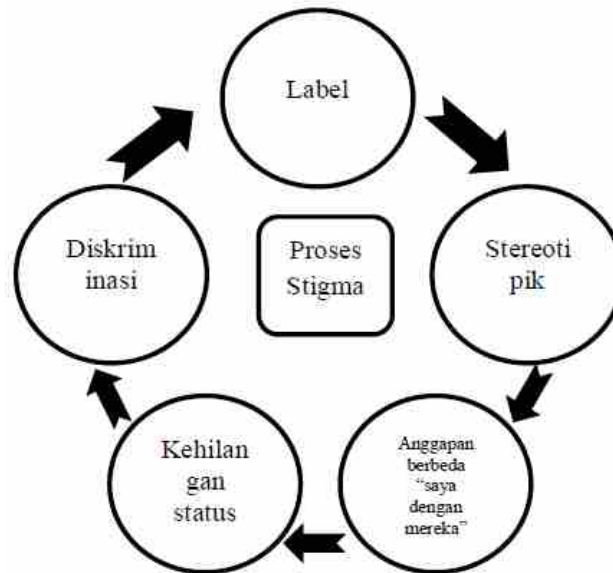 Label
Stereoti
pik
Anggapan
berbeda
“saya
dengan
mereka”
Kehilan
gan
status
Diskrim
inasi
Proses
Stigma